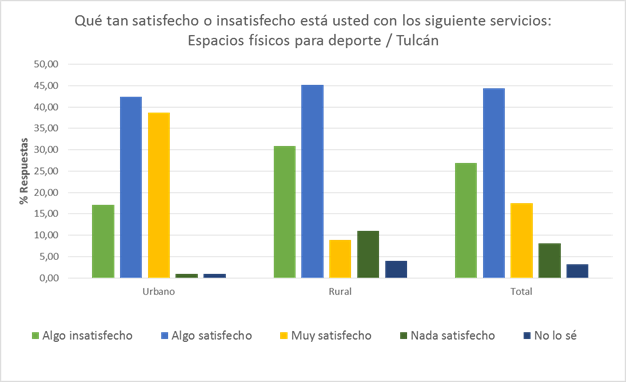 Qué tan satisfecho o insatisfecho está usted con los siguiente servicios:
Espacios físicos para deporte / Tulcán
50,00
45,00
40,00
35,00
30,00
25,00
20,00
15,00
10,00
5,00
0,00
% Respuestas
Urbano Rural Total
Algo insatisfecho Algo satisfecho Muy satisfecho Nada satisfecho No lo sé